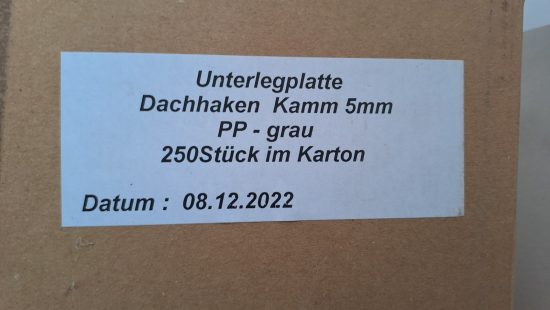 Unterlegplatte
Dachhaken Kamm 5mm
PP - grau
250Stück im Karton
Datum : 08.12.2022